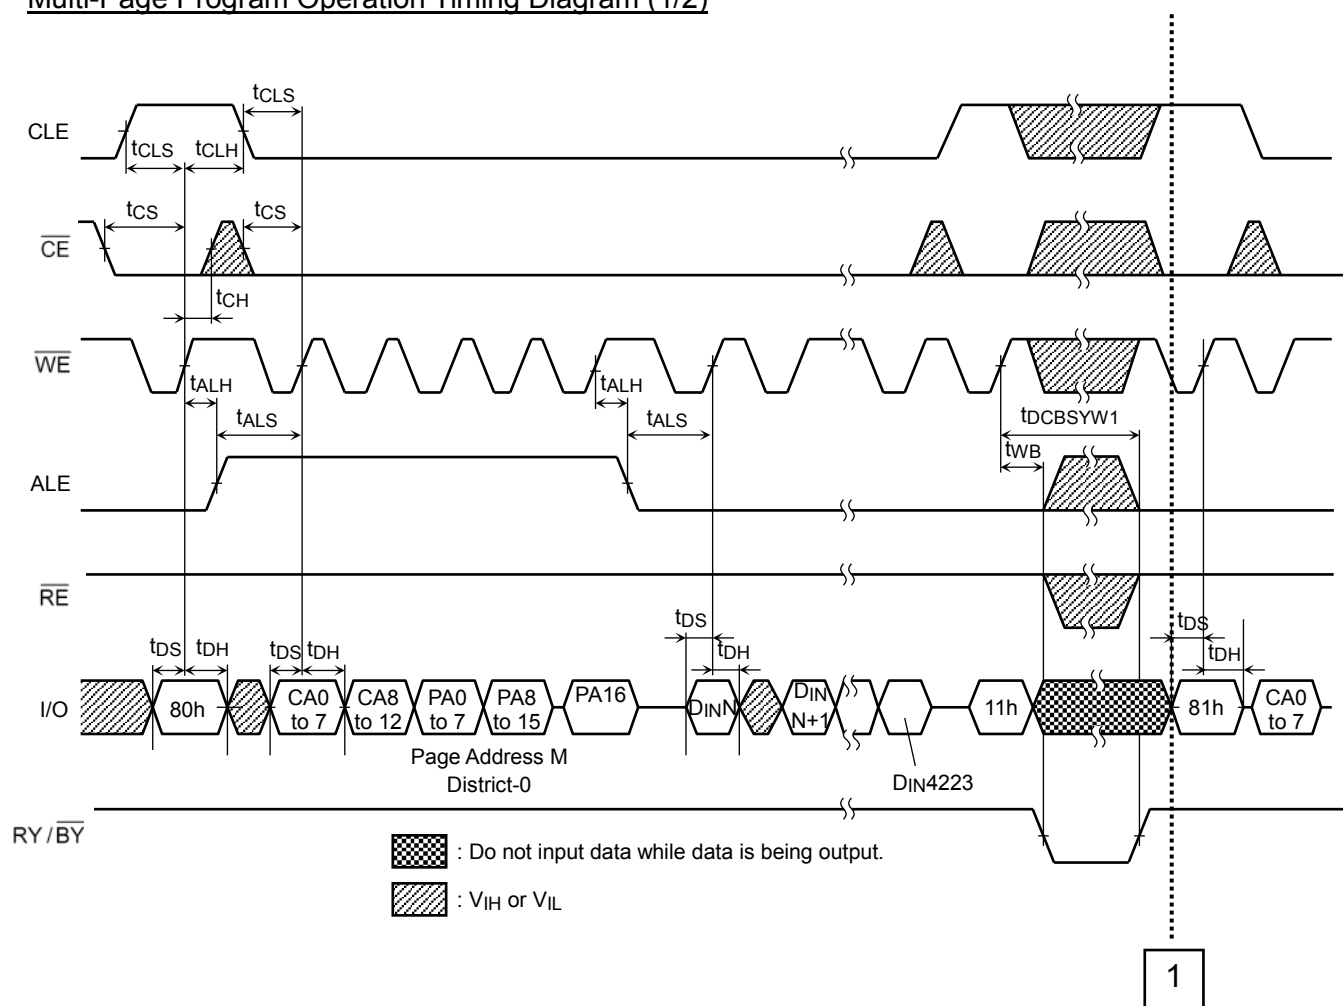 Multi-Page Program Operation Timing Diagram (1/2)
CLE
tCLS
tCLS
tCLH
CE
tCS
tCS
tCH
WE
tALH
tALS
tALH
tALS
tDCBSYW1
tWB
ALE
RE
tDS
tDH
tDS
tDH
tDS
tDH
tDS
tDH
I/O
80h
CA0
to 7
CA8
to 12
PA0
to 7
PA8
to 15
PA16
DINN
DIN
N+1
11h
81h
CA0
to 7
Page Address M
District-0
DIN4223
RY/BY
: Do not input data while data is being output.
: VIH or VIL
1